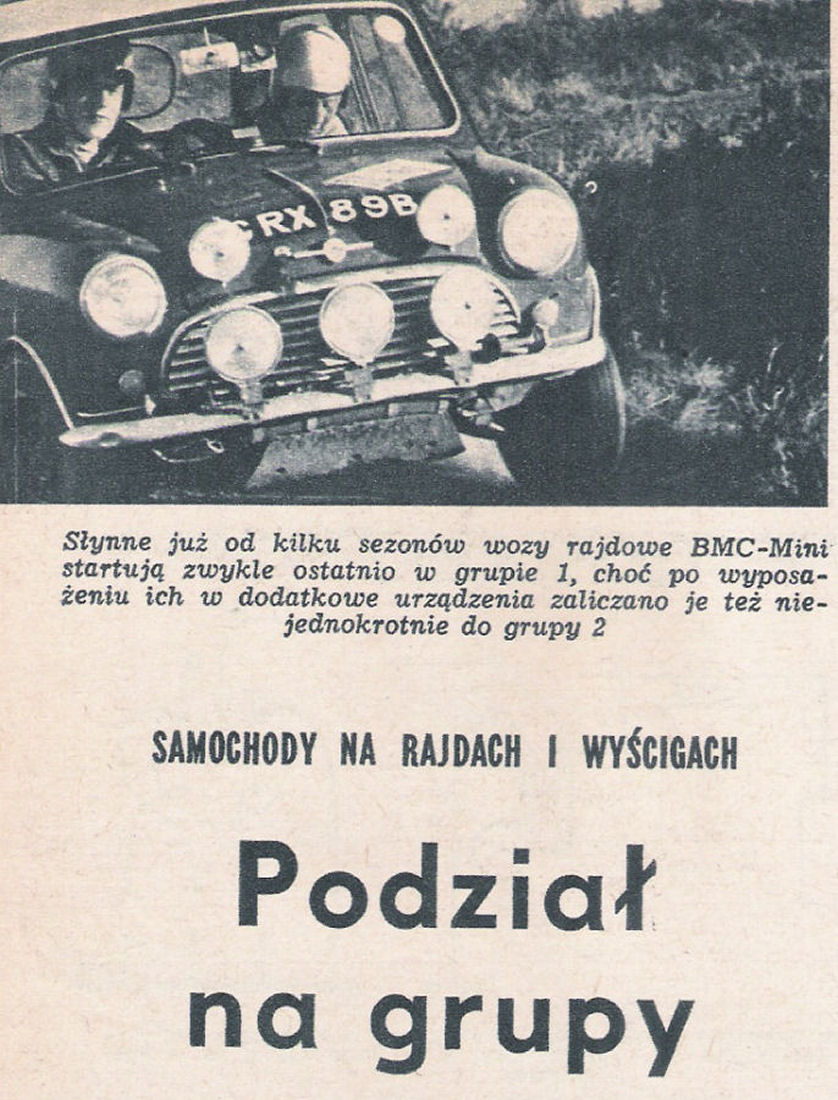 CRX 89B
Słynne już od kilku sezonów wozy rajdowe BMC-Mini
startują zwykle ostatnio w grupie 1, choć po wyposa-
żeniu ich w dodatkowe urządzenia zaliczano je też nie-
jednokrotnie do grupy 2
SAMOCHODY NA RAJDACH I WYŚCIGACH
Podział
na grupy